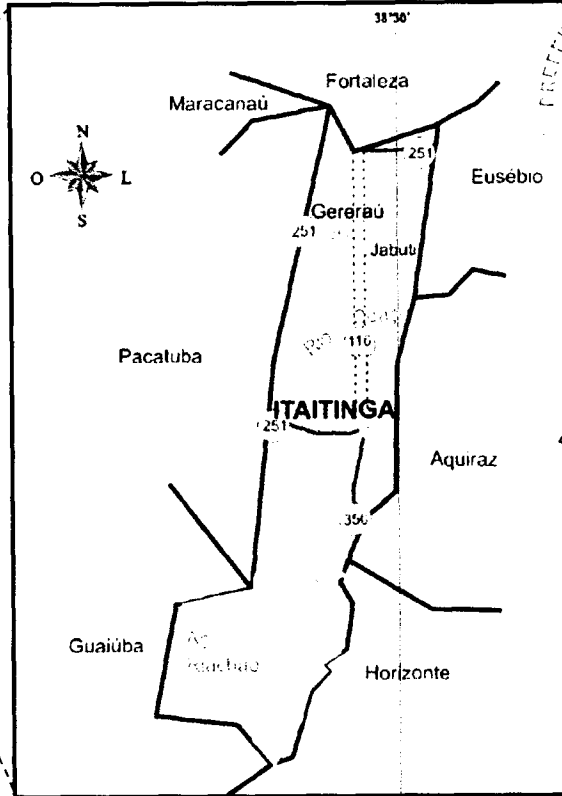 38°30'
Fortaleza
Maracanaú
N
O L
S
251
Eusébio
Gereraú
251
Jabuti
116
Pacatuba
ITAITINGA
251
Aquiraz
350
Guaiúba
Horizonte